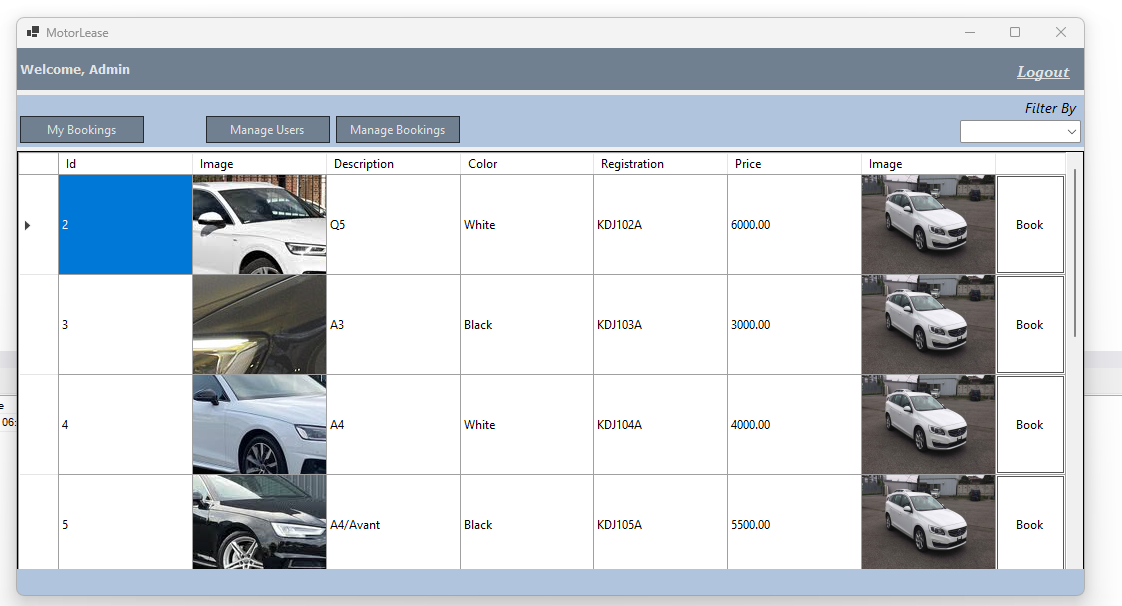 MotorLease
Welcome, Admin
Logout
Filter By
My Bookings
Manage Users
Manage Bookings
Id Image Description Color Registration Price Image
2 Q5 White KDJ102A 6000.00 Book
3 A3 Black KDJ103A 3000.00 Book
4 A4 White KDJ104A 4000.00 Book
5 A4/Avant Black KDJ105A 5500.00 Book
e
06: